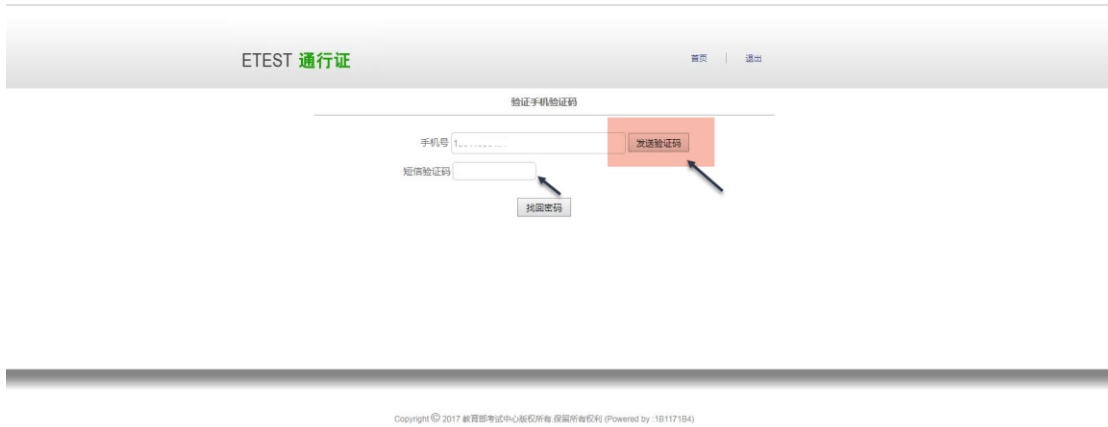 ETEST 通行证
首页 | 退出
验证手机验证码
手机号 发送验证码
短信验证码
找回密码
Copyright © 2017 教育部考试中心版权所有,保留所有权利 (Powered by :1B1171B4)